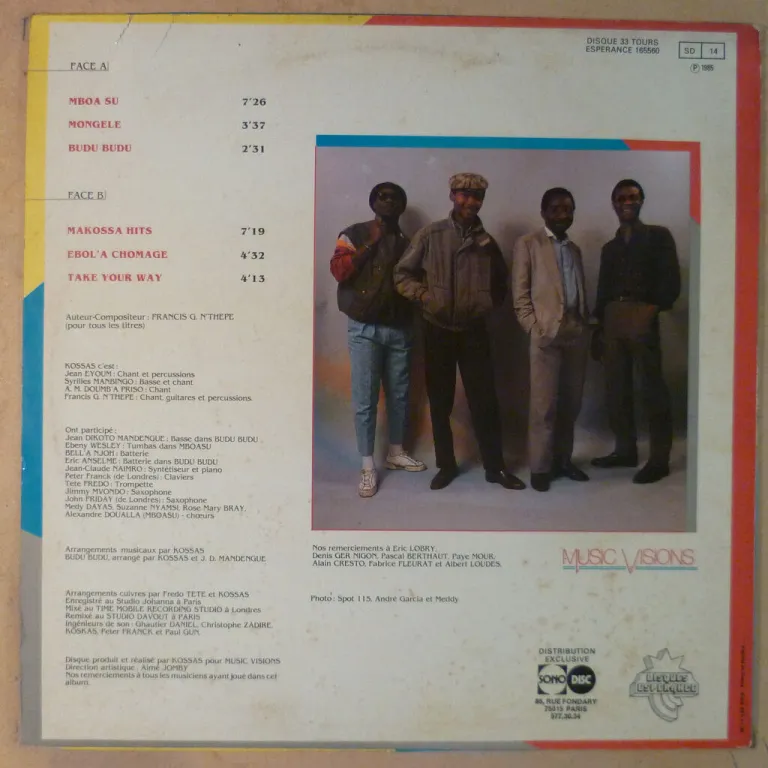 DISQUE 33 TOURS
ESPERANCE 165560
SD 14
Ⓟ 1985
FACE A
MBOA SU 7'26
MONGELE 3'37
BUDU BUDU 2'31
FACE B
MAKOSSA HITS 7'19
EBOL'A CHOMAGE 4'32
TAKE YOUR WAY 4'13
Auteur-Compositeur : FRANCIS G. N'THEPE
(pour tous les titres)
KOSSAS c'est :
Jean EYOUM : Chant et percussions
Syrilles MANBINGO : Basse et chant
A. M. DOUMB'A PRISO : Chant
Francis G. N'THEPE : Chant, guitares et percussions
Ont participé :
Jean DIKOTO MANDENGUE : Basse dans BUDU BUDU
Ebeny WESLEY : Tumbas dans MBOASU
BELL'A NJOH : Batterie
Eric ANSELME : Batterie dans BUDU BUDU
Jean-Claude NAIMRO : Syntétiseur et piano
Peter Franck (de Londres) : Claviers
Tete FREDO : Trompette
Jimmy MVONDO : Saxophone
John PRIDAY (de Londres) : Saxophone
Meily DAYAS, Suzanne NYAMSI, Rose Mary BRAY,
Alexandre DOUALLA (MBOASU) - chœurs
Arrangements musicaux par KOSSAS
BUDU BUDU, arrangé par KOSSAS et J. D. MANDENGUE
Arrangements cuivres par Fredo TETE et KOSSAS
Enregistré au Studio Johanna à Paris
Mixé au TIME MOBILE RECORDING STUDIO à Londres
Remixé au STUDIO DAVOUT à PARIS
Ingénieurs de son : Ghautier DANIEL, Christophe ZADIRE,
KOSKAS, Peter FRANCK et Paul GUN
Disque produit et réalisé par KOSSAS pour MUSIC VISIONS
Direction artistique : Aimé JOMBY
Nos remerciements à tous les musiciens ayant joué dans cet
album.
Nos remerciements à Eric LOBRY,
Denis GER NIGON, Pascal BERTHAUT, Paye MOUR,
Alain CRESTO, Fabrice FLEURAT et Albert LOUDES.
MUSIC VISIONS
Photo : Spot 115, André Garcia et Meddy
DISTRIBUTION
EXCLUSIVE
SONO DISC
85, RUE FONDARY
75015 PARIS
577.30.34
DISQUES
ESPERANCE